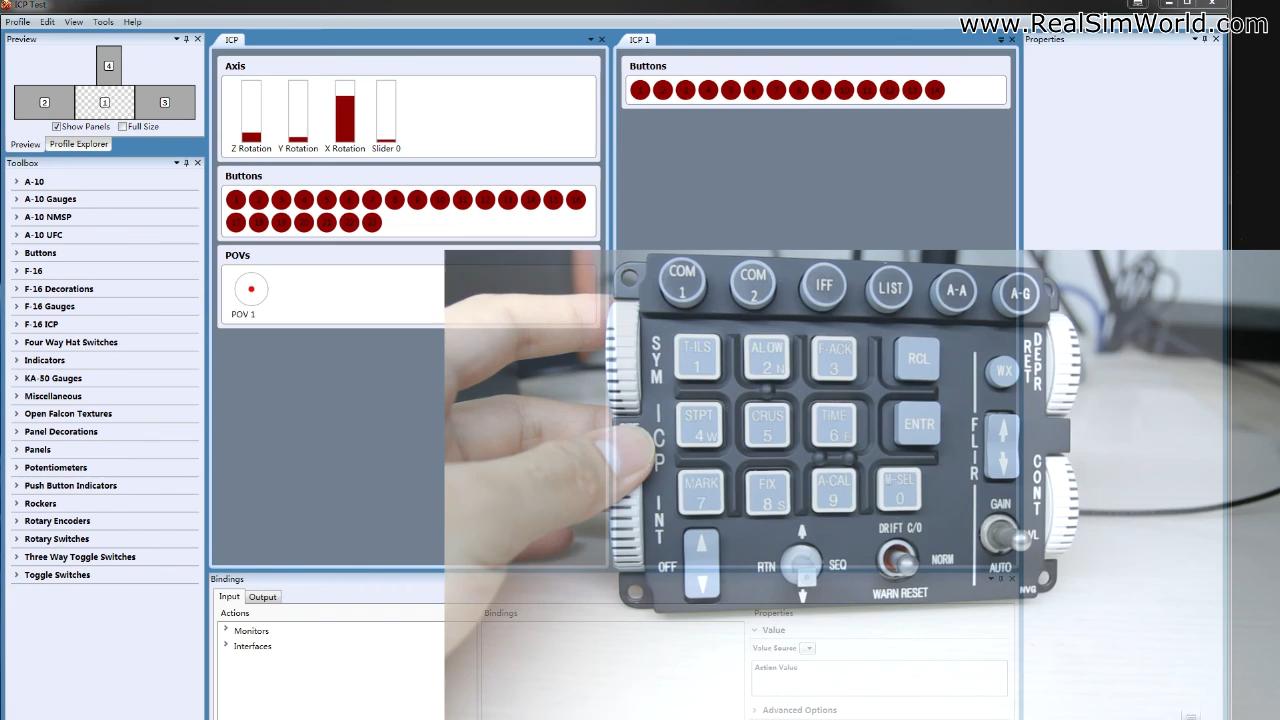 ICP Test
www.RealSimWorld.com
Profile Edit View Tools Help
Preview
ICP
ICP 1
Properties
4
2
1
3
Show Panels
Full Size
Preview
Profile Explorer
Toolbox
A-10
A-10 Gauges
A-10 NMSP
A-10 UFC
Buttons
F-16
F-16 Decorations
F-16 Gauges
F-16 ICP
Four Way Hat Switches
Indicators
KA-50 Gauges
Miscellaneous
Open Falcon Textures
Panel Decorations
Panels
Potentiometers
Push Button Indicators
Rockers
Rotary Encoders
Rotary Switches
Three Way Toggle Switches
Toggle Switches
Axis
Z Rotation
Y Rotation
X Rotation
Slider 0
Buttons
POVs
POV 1
Buttons
COM 1
COM 2
IFF
LIST
A-A
A-G
SYM
T-ILS 1
ALOW 2 N
F-ACK 3
RCL
WX
DEPR
RET
ICP
STPT 4 W
CRUS 5
TIME 6 E
ENTR
FLIR
CONT
INT
MARK 7
FIX 8 S
A-CAL 9
M-SEL 0
GAIN
OFF
RTN
SEQ
DRIFT C/O
NORM
WARN RESET
AUTO
Bindings
Input
Output
Actions
Monitors
Interfaces
Bindings
Properties
Value
Value Source
Action Value
Advanced Options